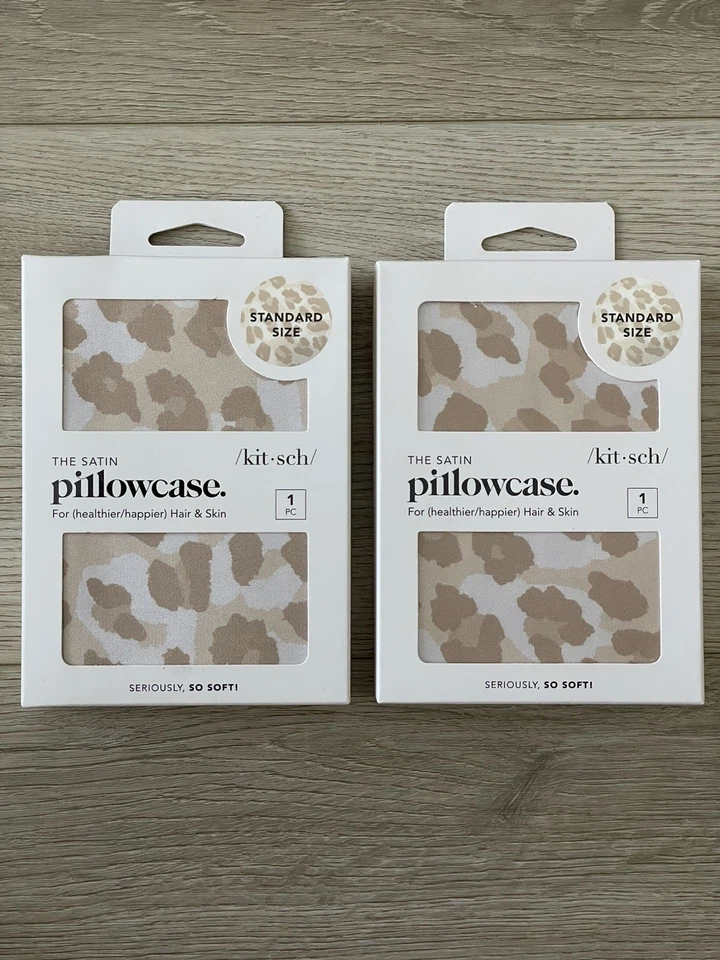 STANDARD
SIZE
THE SATIN
/kit·sch/
pillowcase.
For (healthier/happier) Hair & Skin
1
PC
SERIOUSLY, SO SOFT!
STANDARD
SIZE
THE SATIN
/kit·sch/
pillowcase.
For (healthier/happier) Hair & Skin
1
PC
SERIOUSLY, SO SOFT!